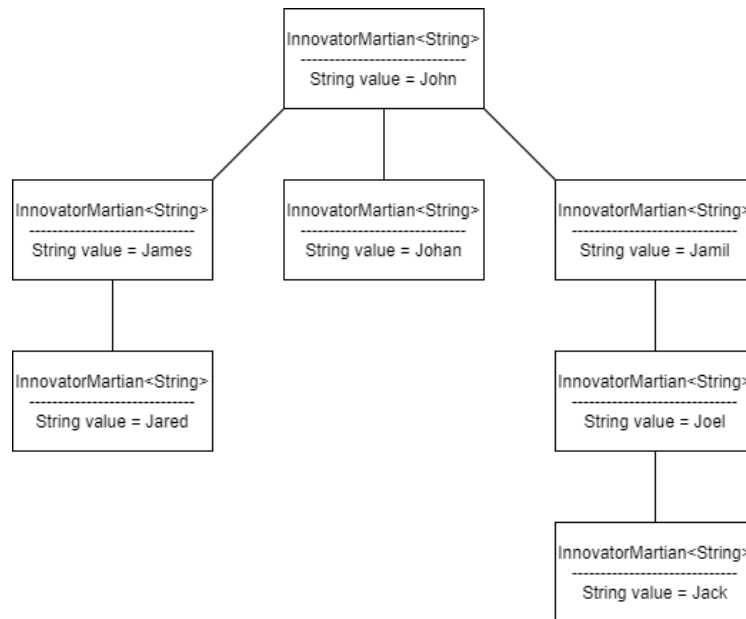 InnovatorMartian<String>
------------------------------
String value = John
InnovatorMartian<String>
------------------------------
String value = James
InnovatorMartian<String>
------------------------------
String value = Johan
InnovatorMartian<String>
------------------------------
String value = Jamil
InnovatorMartian<String>
------------------------------
String value = Jared
InnovatorMartian<String>
------------------------------
String value = Joel
InnovatorMartian<String>
------------------------------
String value = Jack